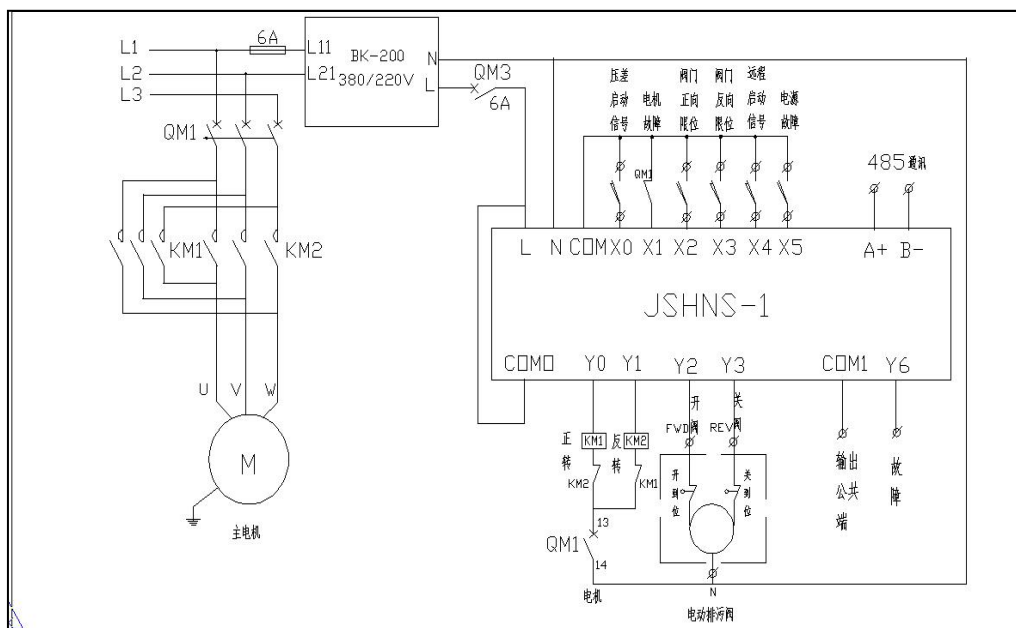 L1
6A
L11
L2
L21
L3
BK-200
380/220V
N
L
QM3
6A
QM1
KM1
KM2
U
V
W
M
主电机
压差
启动
信号
电机
故障
阀门
正向
限位
阀门
反向
限位
远程
启动
信号
电源
故障
485通讯
QM1
L N COM X0 X1 X2 X3 X4 X5 A+ B-
JSHNS-1
COM0 Y0 Y1 Y2 Y3 COM1 Y6
正转
KM1
反转
KM2
KM2
KM1
13
QM1
14
电机
开阀
FWD
关阀
REV
开到位
关到位
N
电动排污阀
输出公共端
故障